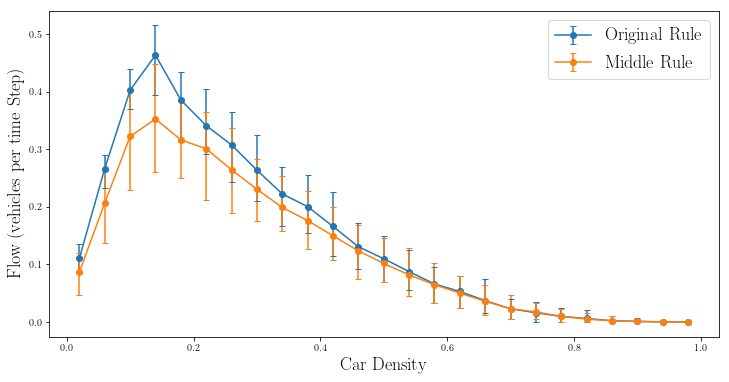 Original Rule
Middle Rule
Flow (vehicles per time Step)
0.5
0.4
0.3
0.2
0.1
0.0
0.0 0.2 0.4 0.6 0.8 1.0
Car Density